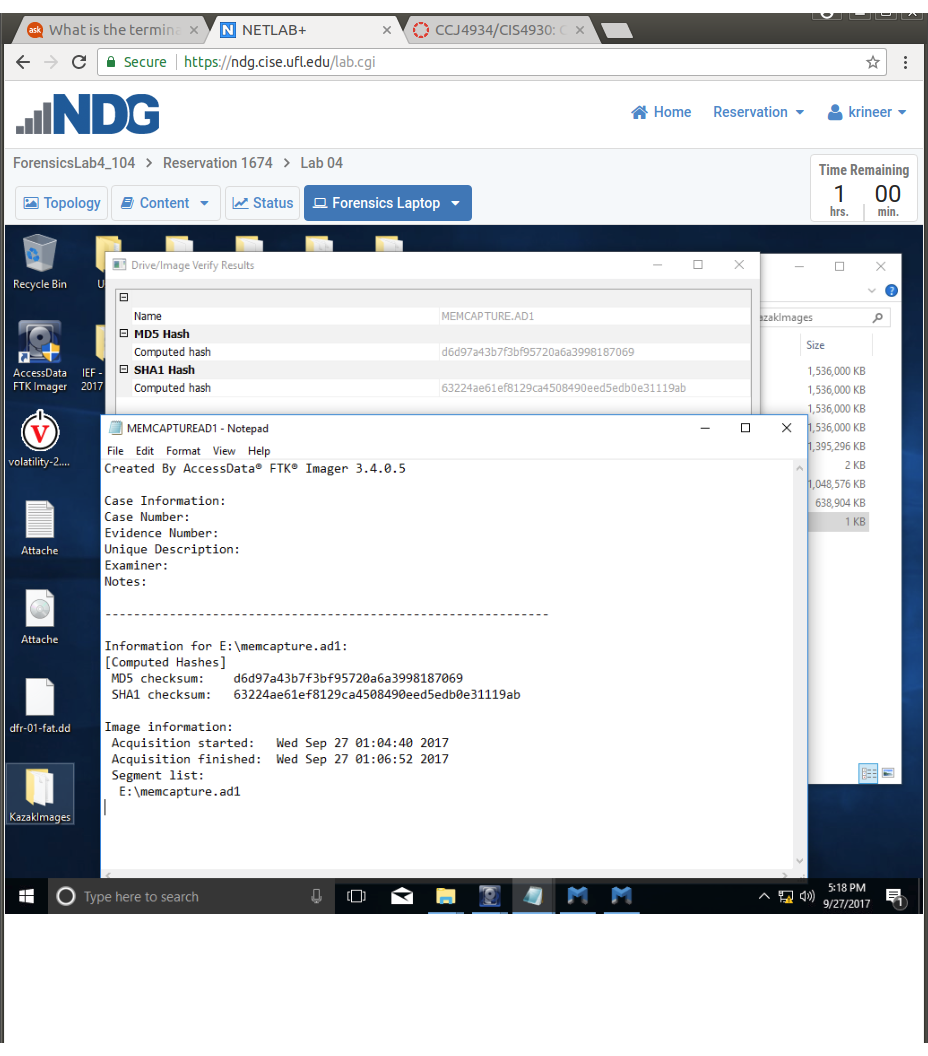 What is the termin
NETLAB+
CCJ4934/CIS4930: C
Secure
https://ndg.cise.ufl.edu/lab.cgi
NDG
Home
Reservation
krineer
ForensicsLab4_104 > Reservation 1674 > Lab 04
Time Remaining
1 00
hrs. min.
Topology
Content
Status
Forensics Laptop
Recycle Bin
U
AccessData
FTK Imager
IEF -
2017
volatility-2....
Attache
Attache
dfr-01-fat.dd
KazakImages
Drive/Image Verify Results
Name MEMCAPTURE.AD1
MD5 Hash
Computed hash d6d97a43b7f3bf95720a6a3998187069
SHA1 Hash
Computed hash 63224ae61ef8129ca4508490eed5edb0e31119ab
azakImages
Size
1,536,000 KB
1,536,000 KB
1,536,000 KB
1,536,000 KB
1,395,296 KB
2 KB
1,048,576 KB
638,904 KB
1 KB
MEMCAPTUREAD1 - Notepad
File Edit Format View Help
Created By AccessData® FTK® Imager 3.4.0.5
Case Information:
Case Number:
Evidence Number:
Unique Description:
Examiner:
Notes:
--------------------------------------------------------------
Information for E:\memcapture.ad1:
[Computed Hashes]
MD5 checksum: d6d97a43b7f3bf95720a6a3998187069
SHA1 checksum: 63224ae61ef8129ca4508490eed5edb0e31119ab
Image information:
Acquisition started: Wed Sep 27 01:04:40 2017
Acquisition finished: Wed Sep 27 01:06:52 2017
Segment list:
E:\memcapture.ad1
Type here to search
5:18 PM
9/27/2017
1